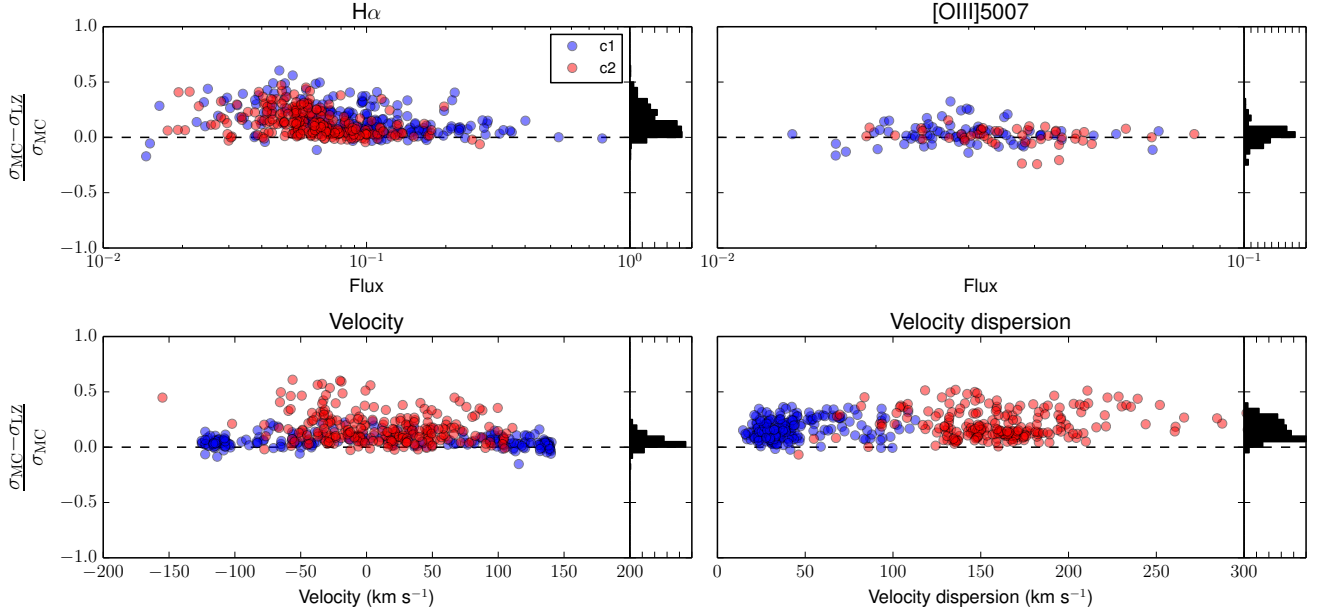 Hα
[OIII]5007
1.0
0.5
0.0
−0.5
−1.0
σMC−σLZ
σMC
c1
c2
10⁻² 10⁻¹ 10⁰
Flux
10⁻² 10⁻¹
Flux
Velocity
Velocity dispersion
1.0
0.5
0.0
−0.5
−1.0
σMC−σLZ
σMC
−200 −150 −100 −50 0 50 100 150 200
Velocity (km s⁻¹)
0 50 100 150 200 250 300
Velocity dispersion (km s⁻¹)